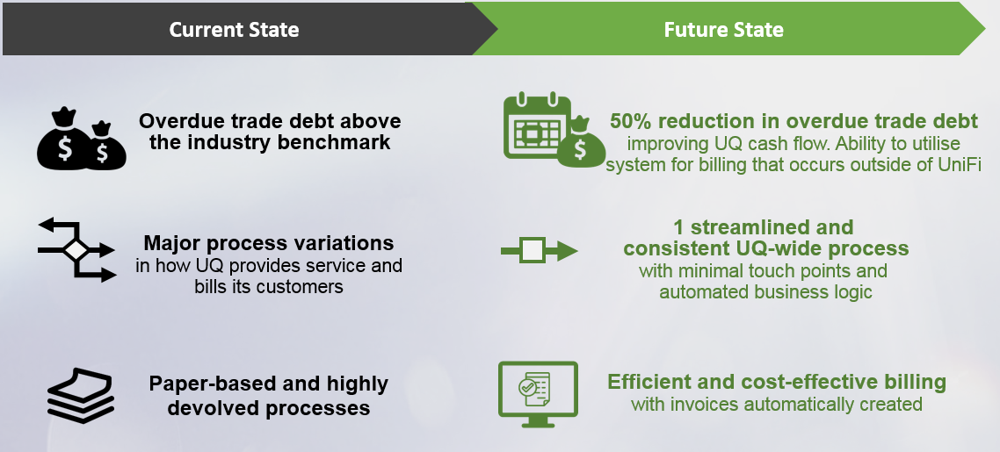 Current State
Future State
Overdue trade debt above
the industry benchmark
$ $
50% reduction in overdue trade debt
improving UQ cash flow. Ability to utilise
system for billing that occurs outside of UniFi
$
Major process variations
in how UQ provides service and
bills its customers
1 streamlined and
consistent UQ-wide process
with minimal touch points and
automated business logic
Paper-based and highly
devolved processes
Efficient and cost-effective billing
with invoices automatically created